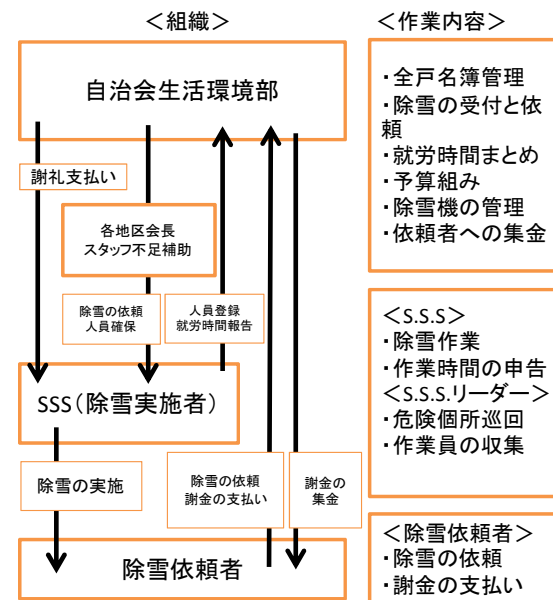 ＜組織＞
＜作業内容＞
自治会生活環境部
謝礼支払い
各地区会長
スタッフ不足補助
除雪の依頼
人員確保
人員登録
就労時間報告
SSS（除雪実施者）
除雪の実施
除雪の依頼
謝金の支払い
謝金の
集金
除雪依頼者
・全戸名簿管理
・除雪の受付と依
頼
・就労時間まとめ
・予算組み
・除雪機の管理
・依頼者への集金
＜S.S.S＞
・除雪作業
・作業時間の申告
＜S.S.S.リーダー＞
・危険個所巡回
・作業員の収集
＜除雪依頼者＞
・除雪の依頼
・謝金の支払い